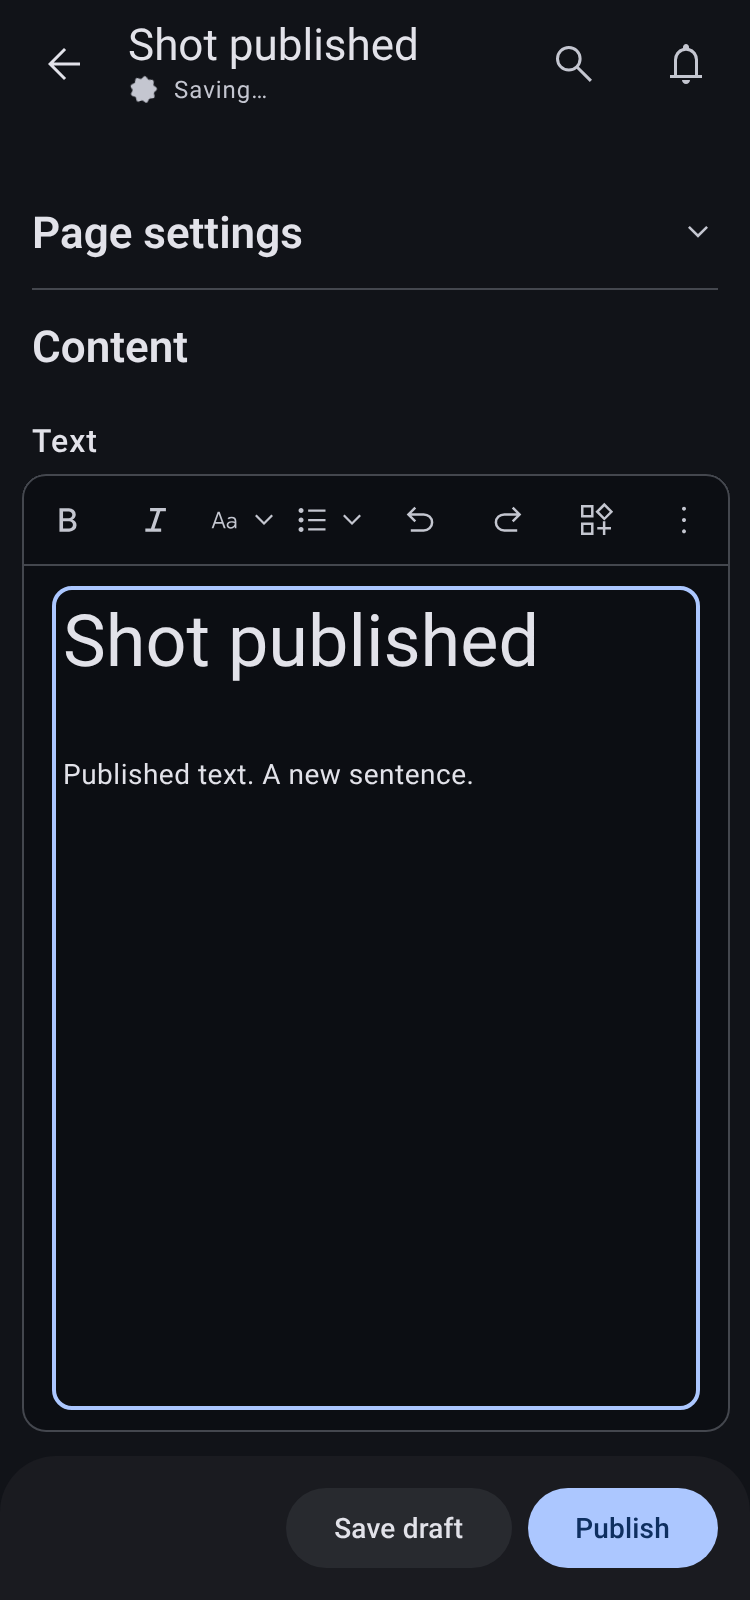 Shot published
Saving…
Page settings
Content
Text
B I Aa
Shot published
Published text. A new sentence.
Save draft
Publish